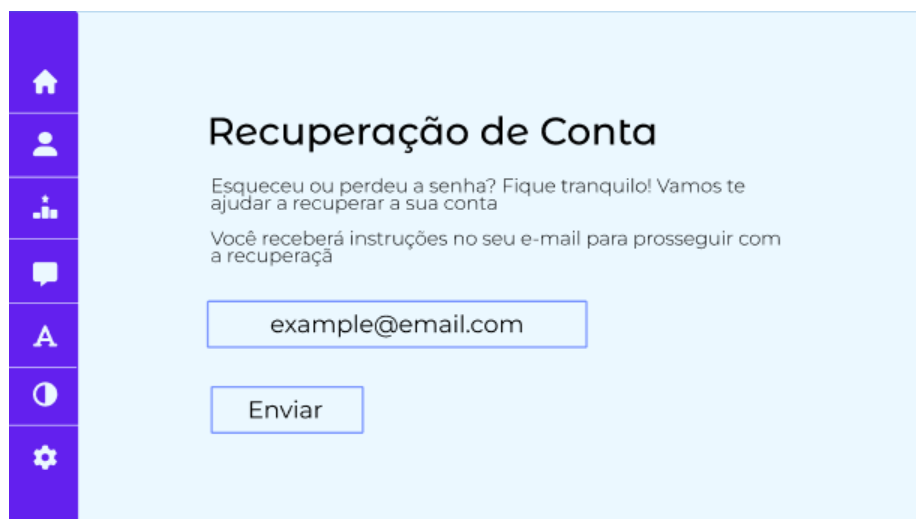 Recuperação de Conta
Esqueceu ou perdeu a senha? Fique tranquilo! Vamos te
ajudar a recuperar a sua conta
Você receberá instruções no seu e-mail para prosseguir com
a recuperaçã
example@email.com
A
Enviar